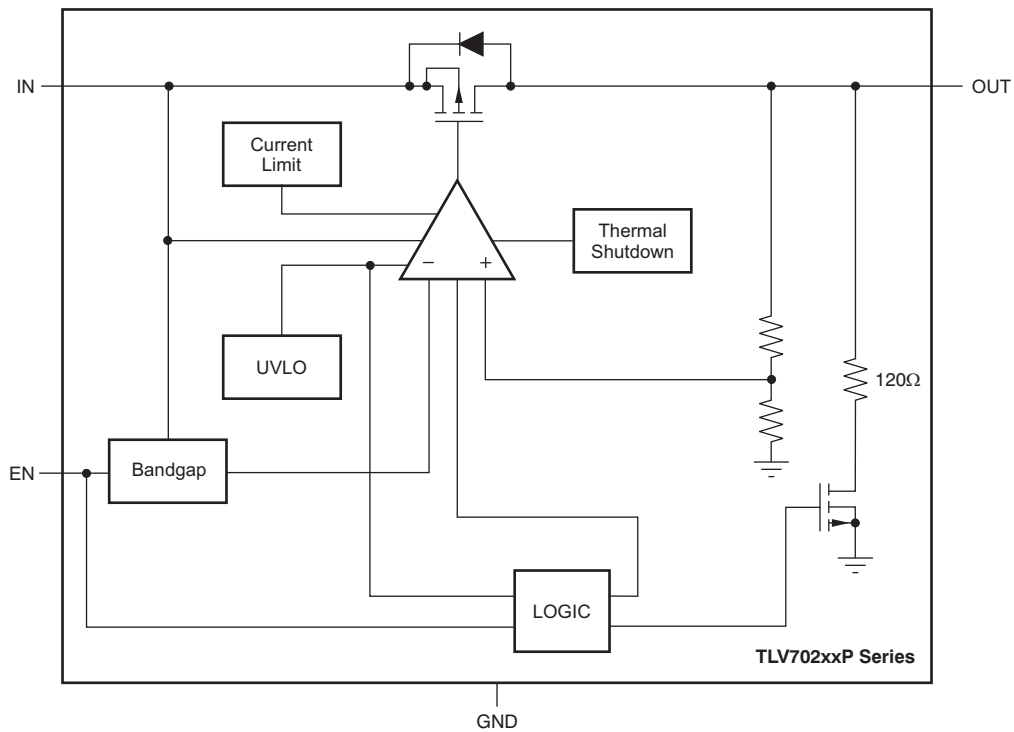 IN
OUT
Current
Limit
Thermal
Shutdown
−
+
UVLO
120Ω
EN
Bandgap
LOGIC
TLV702xxP Series
GND